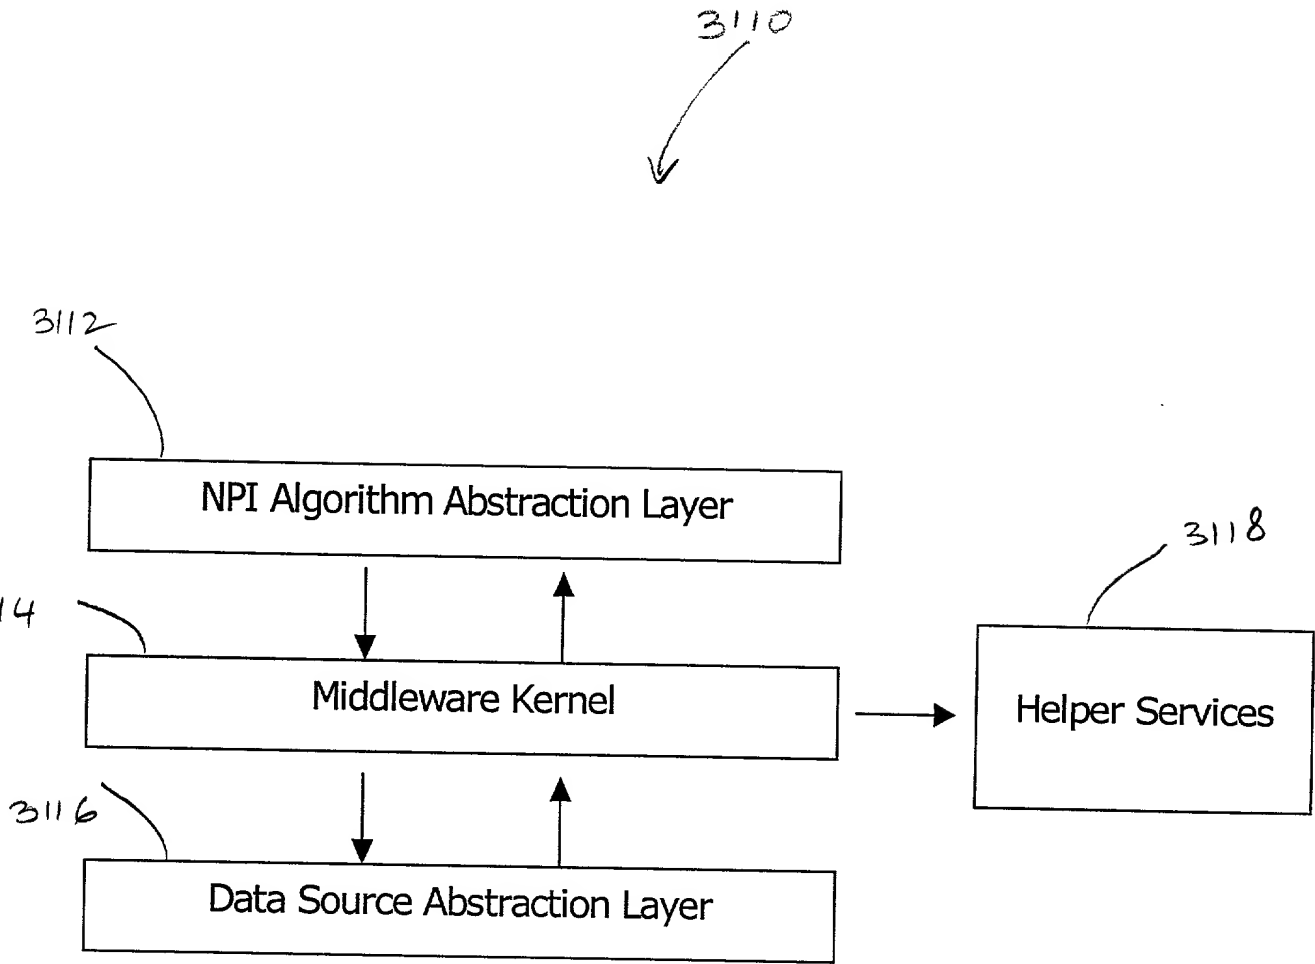 3110
3112
NPI Algorithm Abstraction Layer
3118
14
Middleware Kernel
Helper Services
3116
Data Source Abstraction Layer